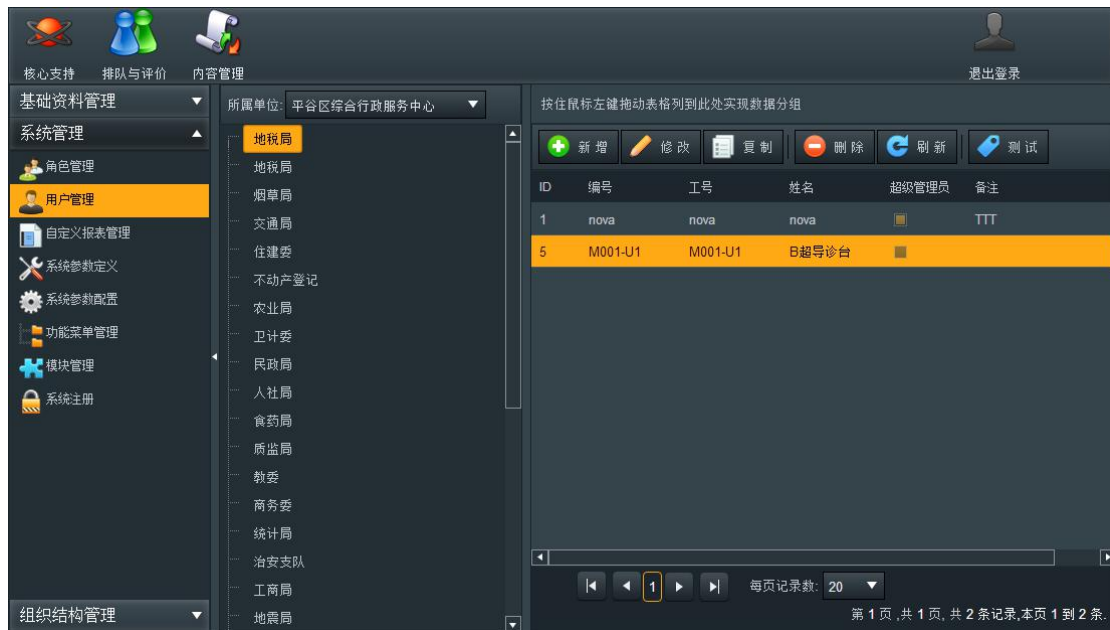 核心支持 排队与评价 内容管理 退出登录
基础资料管理
系统管理
角色管理
用户管理
自定义报表管理
系统参数定义
系统参数配置
功能菜单管理
模块管理
系统注册
组织结构管理
所属单位: 平谷区综合行政服务中心
地税局
地税局
烟草局
交通局
住建委
不动产登记
农业局
卫计委
民政局
人社局
食药局
质监局
教委
商务委
统计局
治安支队
工商局
地震局
按住鼠标左键拖动表格列到此处实现数据分组
新增 修改 复制 删除 刷新 测试
ID 编号 工号 姓名 超级管理员 备注
1 nova nova nova TTT
5 M001-U1 M001-U1 B超导诊台
1 每页记录数: 20
第 1 页 ,共 1 页, 共 2 条记录,本页 1 到 2 条.